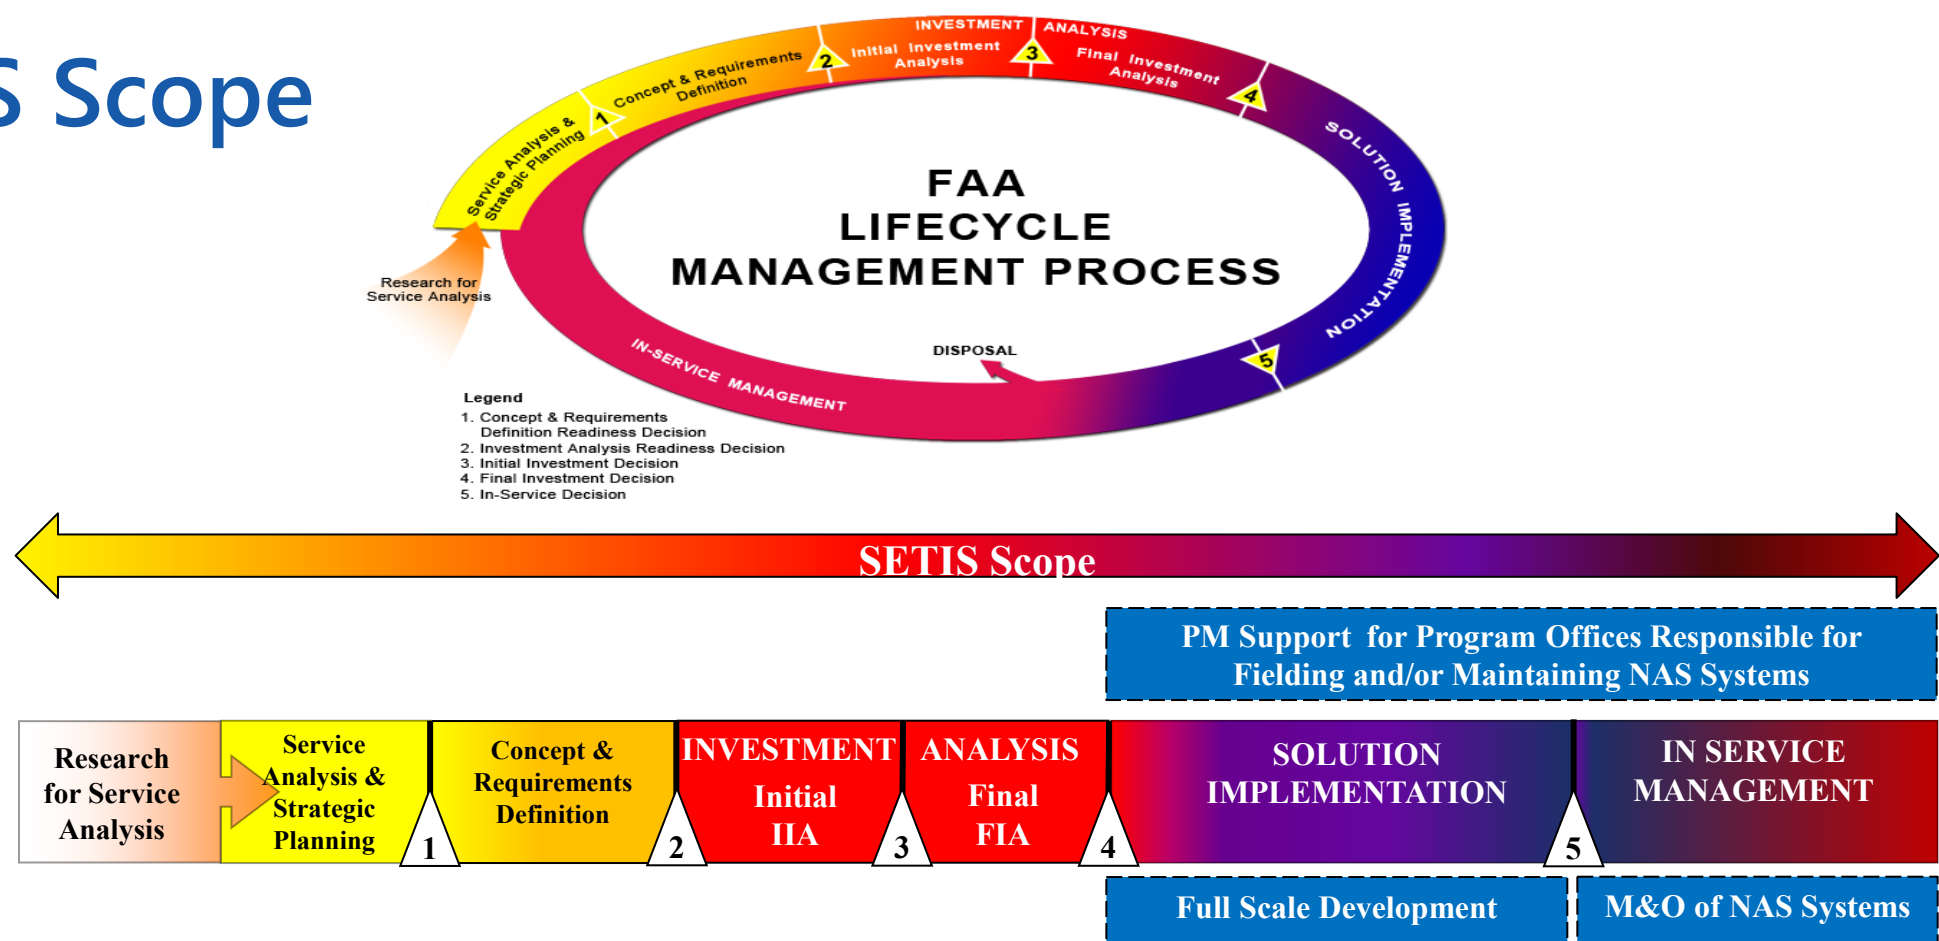 S Scope
INVESTMENT ANALYSIS
Initial Investment
Analysis
Final Investment
Analysis
Concept & Requirements
Definition
Service Analysis &
Strategic Planning
1
2
3
4
5
SOLUTION IMPLEMENTATION
FAA
LIFECYCLE
MANAGEMENT PROCESS
Research for
Service Analysis
DISPOSAL
IN-SERVICE MANAGEMENT
Legend
1. Concept & Requirements
Definition Readiness Decision
2. Investment Analysis Readiness Decision
3. Initial Investment Decision
4. Final Investment Decision
5. In-Service Decision
SETIS Scope
PM Support for Program Offices Responsible for
Fielding and/or Maintaining NAS Systems
Research
for Service
Analysis
Service
Analysis &
Strategic
Planning
1
Concept &
Requirements
Definition
2
INVESTMENT
Initial
IIA
3
ANALYSIS
Final
FIA
4
SOLUTION
IMPLEMENTATION
5
IN SERVICE
MANAGEMENT
Full Scale Development
M&O of NAS Systems